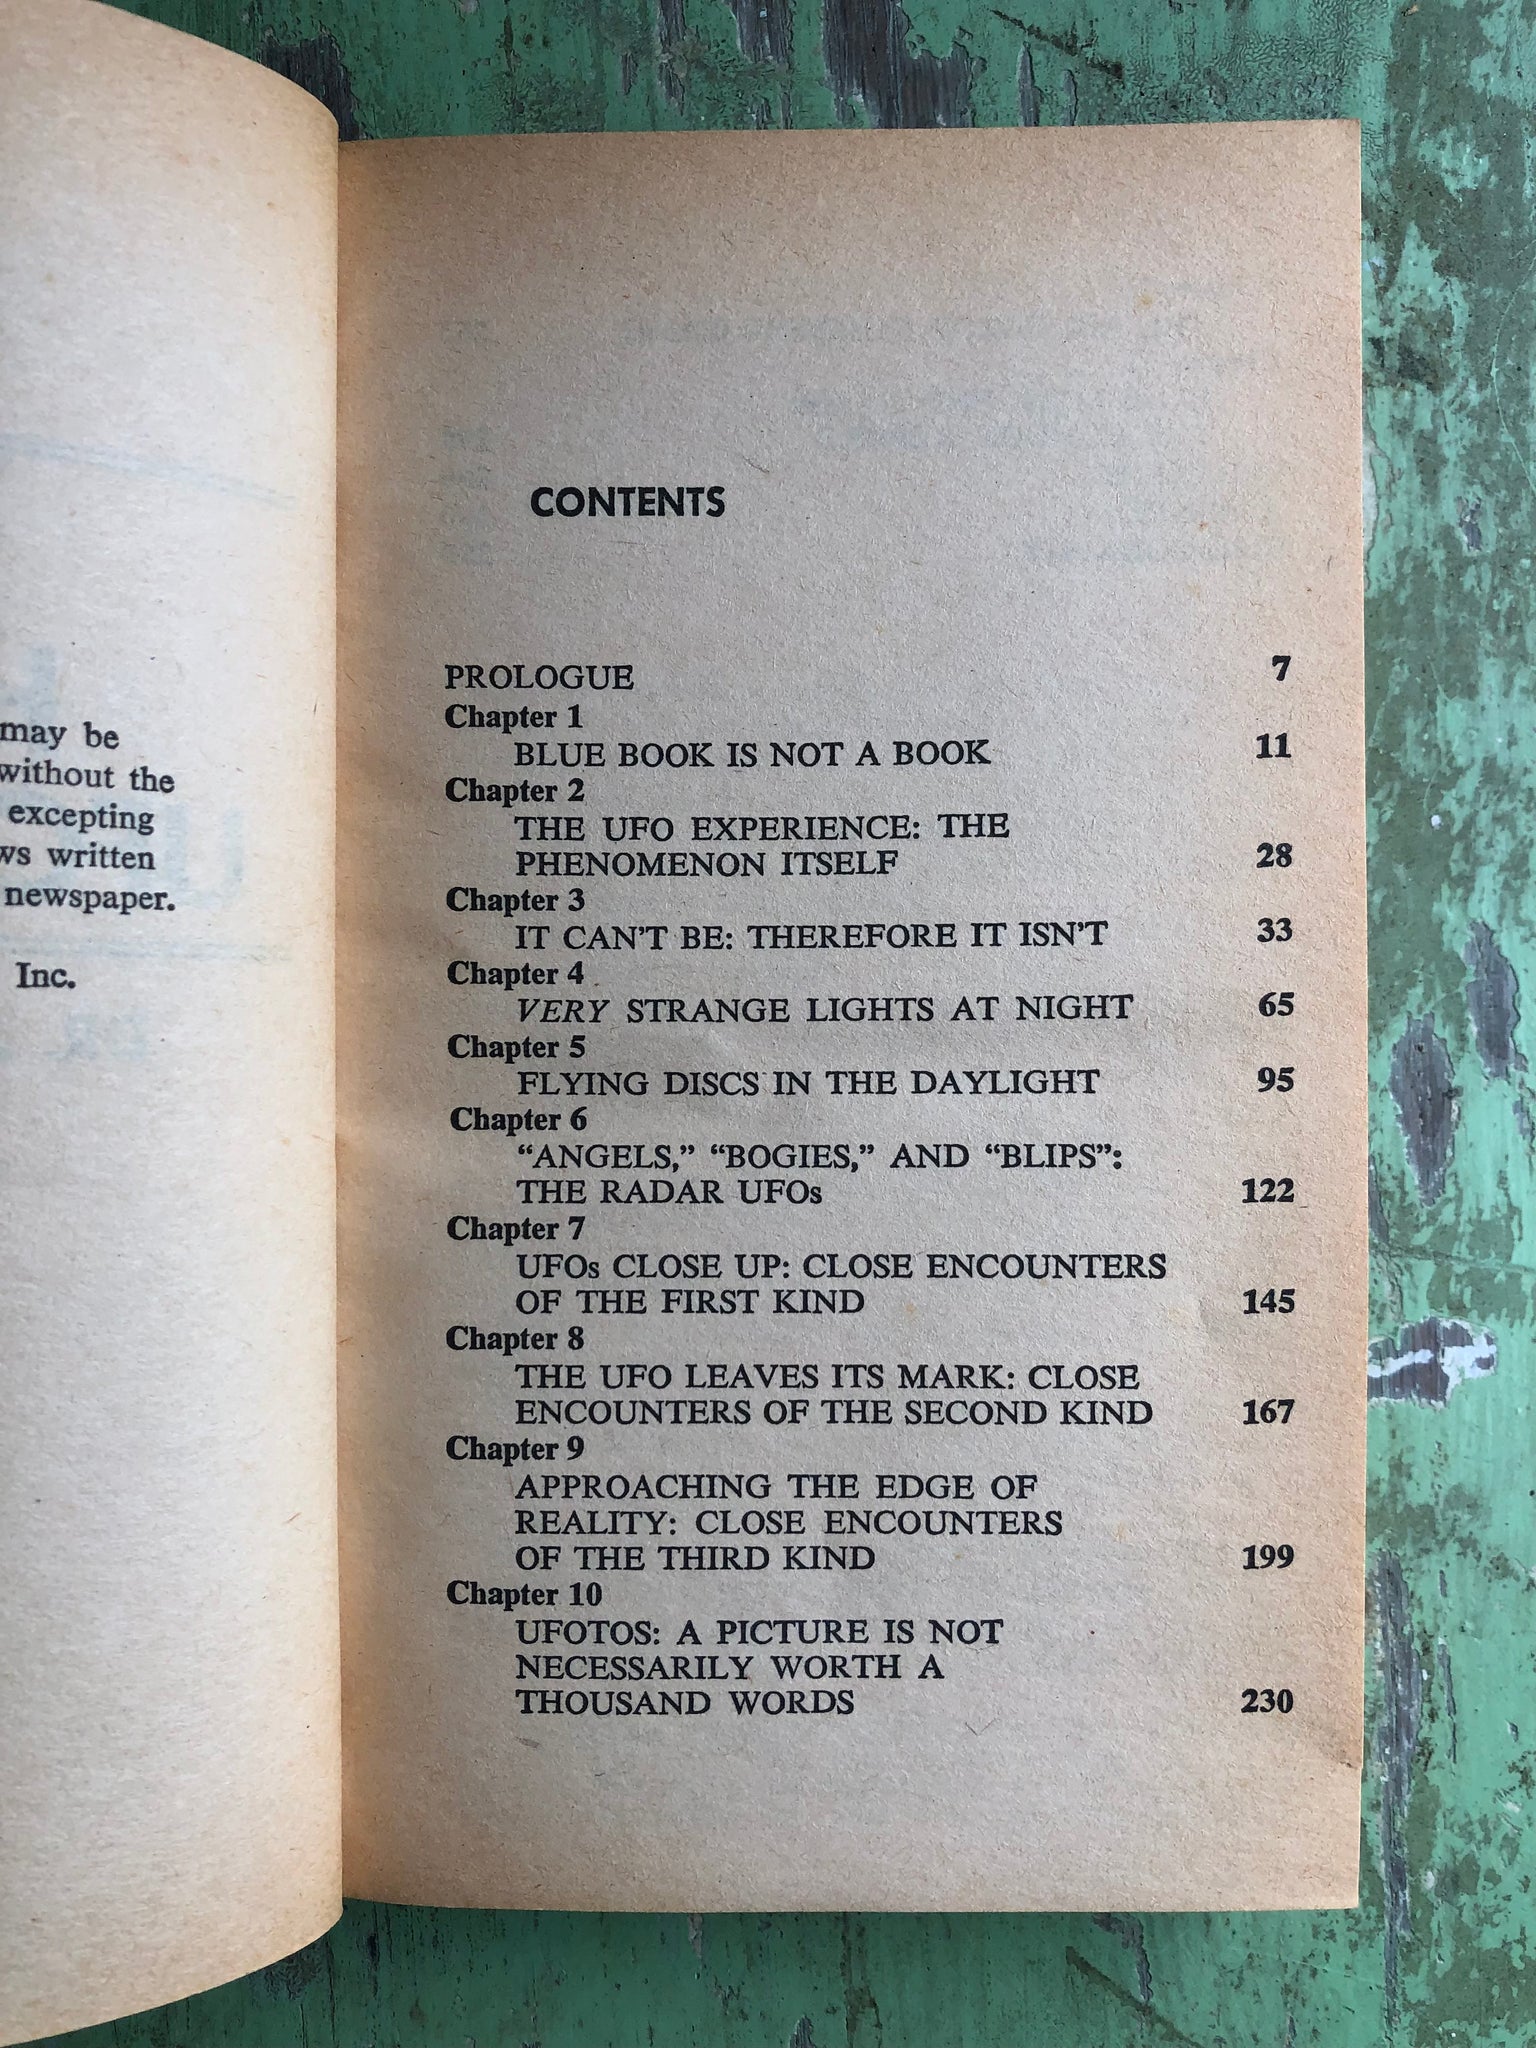 may be
without the
excepting
written
newspaper.
Inc.
CONTENTS
PROLOGUE 7
Chapter 1
BLUE BOOK IS NOT A BOOK 11
Chapter 2
THE UFO EXPERIENCE: THE
PHENOMENON ITSELF 28
Chapter 3
IT CAN'T BE: THEREFORE IT ISN'T 33
Chapter 4
VERY STRANGE LIGHTS AT NIGHT 65
Chapter 5
FLYING DISCS IN THE DAYLIGHT 95
Chapter 6
“ANGELS,” “BOGIES,” AND “BLIPS”:
THE RADAR UFOs 122
Chapter 7
UFOs CLOSE UP: CLOSE ENCOUNTERS
OF THE FIRST KIND 145
Chapter 8
THE UFO LEAVES ITS MARK: CLOSE
ENCOUNTERS OF THE SECOND KIND 167
Chapter 9
APPROACHING THE EDGE OF
REALITY: CLOSE ENCOUNTERS
OF THE THIRD KIND 199
Chapter 10
UFOTOS: A PICTURE IS NOT
NECESSARILY WORTH A
THOUSAND WORDS 230